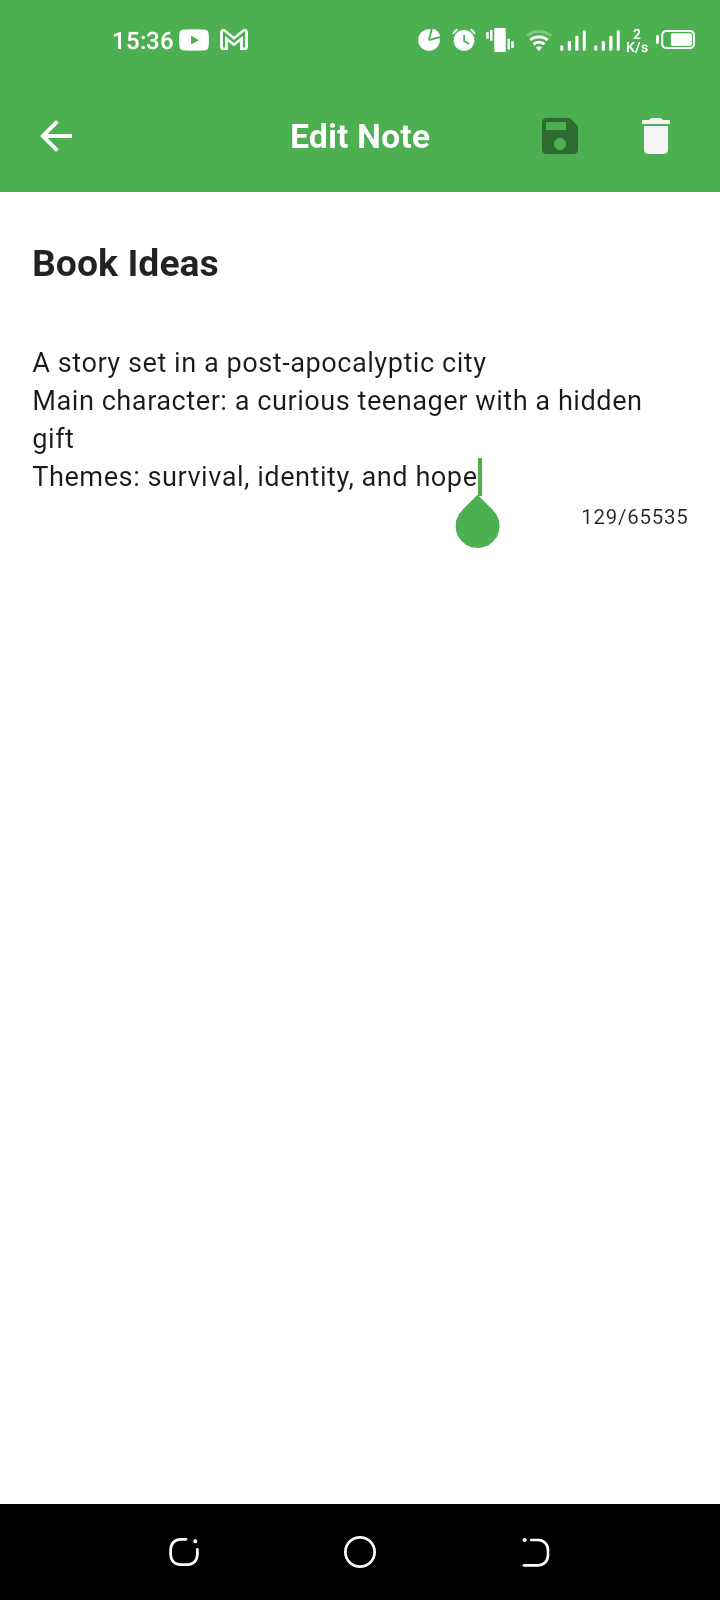 15:36
2
K/s
Edit Note
Book Ideas
A story set in a post-apocalyptic city
Main character: a curious teenager with a hidden
gift
Themes: survival, identity, and hope
129/65535